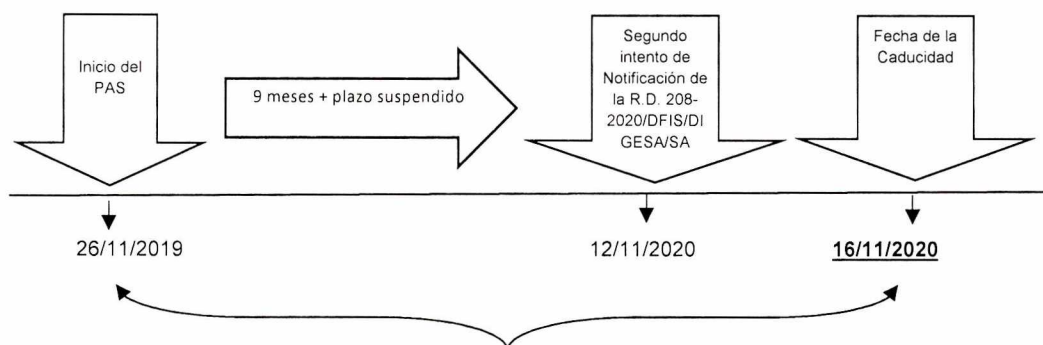 Inicio del
PAS
9 meses + plazo suspendido
Segundo
intento de
Notificación de
la R.D. 208-
2020/DFIS/DI
GESA/SA
Fecha de la
Caducidad
26/11/2019
12/11/2020
16/11/2020